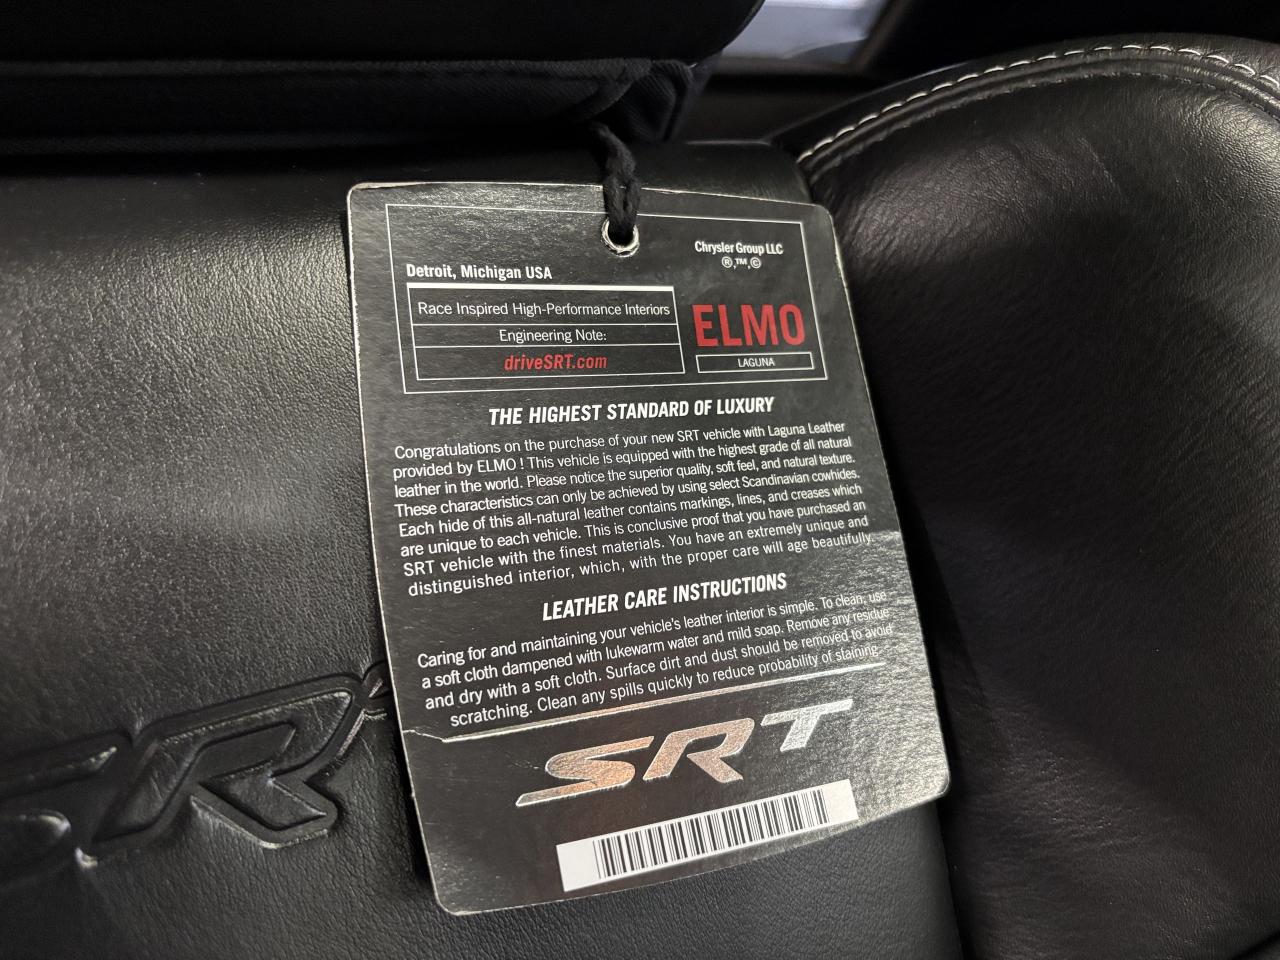 Chrysler Group LLC
®,™,©
Detroit, Michigan USA
Race Inspired High-Performance Interiors
Engineering Note:
driveSRT.com
ELMO
LAGUNA
THE HIGHEST STANDARD OF LUXURY
Congratulations on the purchase of your new SRT vehicle with Laguna Leather
provided by ELMO ! This vehicle is equipped with the highest grade of all natural
leather in the world. Please notice the superior quality, soft feel, and natural texture.
These characteristics can only be achieved by using select Scandinavian cowhides.
Each hide of this all-natural leather contains markings, lines, and creases which
are unique to each vehicle. This is conclusive proof that you have purchased an
SRT vehicle with the finest materials. You have an extremely unique and
distinguished interior, which, with the proper care will age beautifully.
LEATHER CARE INSTRUCTIONS
Caring for and maintaining your vehicle's leather interior is simple. To clean, use
a soft cloth dampened with lukewarm water and mild soap. Remove any residue
and dry with a soft cloth. Surface dirt and dust should be removed to avoid
scratching. Clean any spills quickly to reduce probability of staining.
SRT
SR